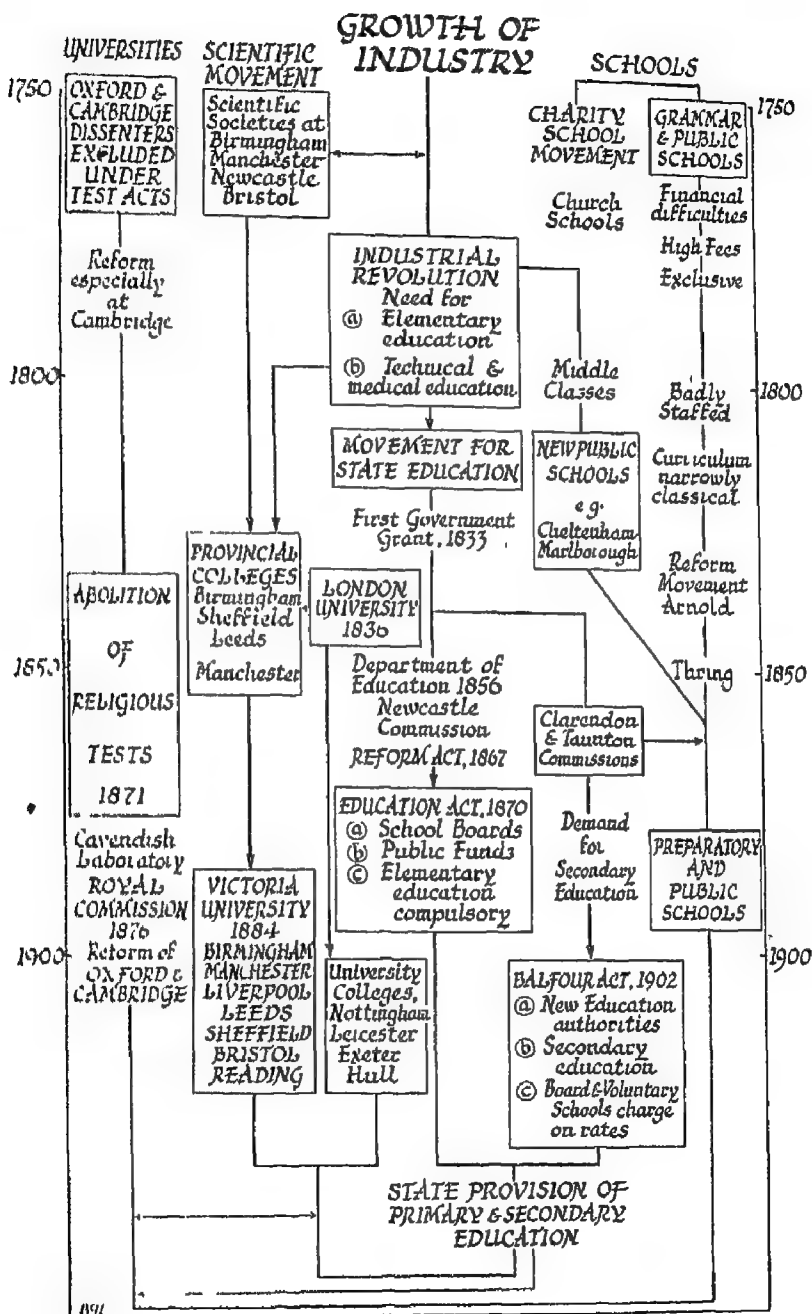 GROWTH OF
INDUSTRY
UNIVERSITIES
SCIENTIFIC
MOVEMENT
SCHOOLS
1750
1750
OXFORD &
CAMBRIDGE
DISSENTERS
EXCLUDED
UNDER
TEST ACTS
Scientific
Societies at
Birmingham
Manchester
Newcastle
Bristol
CHARITY
SCHOOL
MOVEMENT
GRAMMAR
& PUBLIC
SCHOOLS
Church
Schools
Financial
difficulties
High Fees
Exclusive
Reform
especially
at
Cambridge
INDUSTRIAL
REVOLUTION
Need for
ⓐ Elementary
education
ⓑ Technical &
medical education
1800
1800
Middle
Classes
Badly
Staffed
MOVEMENT FOR
STATE EDUCATION
NEW PUBLIC
SCHOOLS
e.g.
Cheltenham
Marlborough
Curriculum
narrowly
classical
First Government
Grant, 1833
PROVINCIAL
COLLEGES
Birmingham
Sheffield
Leeds
Manchester
LONDON
UNIVERSITY
1836
Reform
Movement
Arnold
ABOLITION
OF
RELIGIOUS
TESTS
1871
1850
1850
Thring
Department of
Education 1856
Newcastle
Commission
REFORM ACT, 1867
Clarendon
& Taunton
Commissions
EDUCATION ACT, 1870
ⓐ School Boards
ⓑ Public Funds
ⓒ Elementary
education
compulsory
Demand
for
Secondary
Education
PREPARATORY
AND
PUBLIC
SCHOOLS
Cavendish
Laboratory
ROYAL
COMMISSION
1876
Reform of
OXFORD &
CAMBRIDGE
VICTORIA
UNIVERSITY
1884
BIRMINGHAM
MANCHESTER
LIVERPOOL
LEEDS
SHEFFIELD
BRISTOL
READING
1900
1900
University
Colleges,
Nottingham
Leicester
Exeter
Hull
BALFOUR ACT, 1902
ⓐ New Education
authorities
ⓑ Secondary
education
ⓒ Board & Voluntary
Schools charge
on rates
STATE PROVISION OF
PRIMARY & SECONDARY
EDUCATION